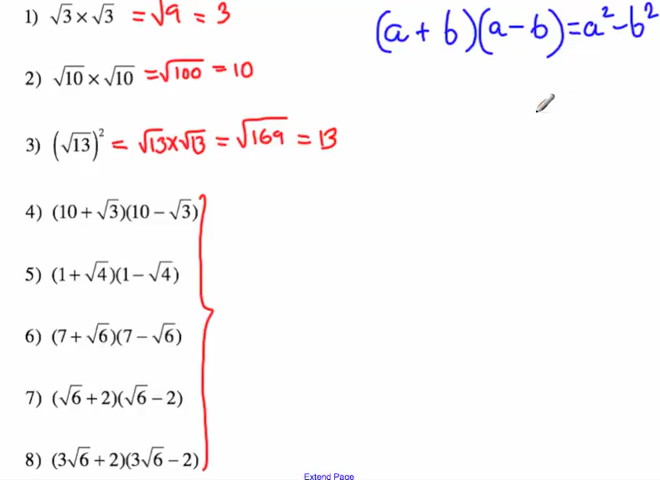 1) √3 × √3 = √9 = 3
(a + b)(a - b) = a² - b²
2) √10 × √10 = √100 = 10
3) (√13)² = √13 × √13 = √169 = 13
4) (10 + √3)(10 − √3)
5) (1 + √4)(1 − √4)
6) (7 + √6)(7 − √6)
7) (√6 + 2)(√6 − 2)
8) (3√6 + 2)(3√6 − 2)
Extend Page